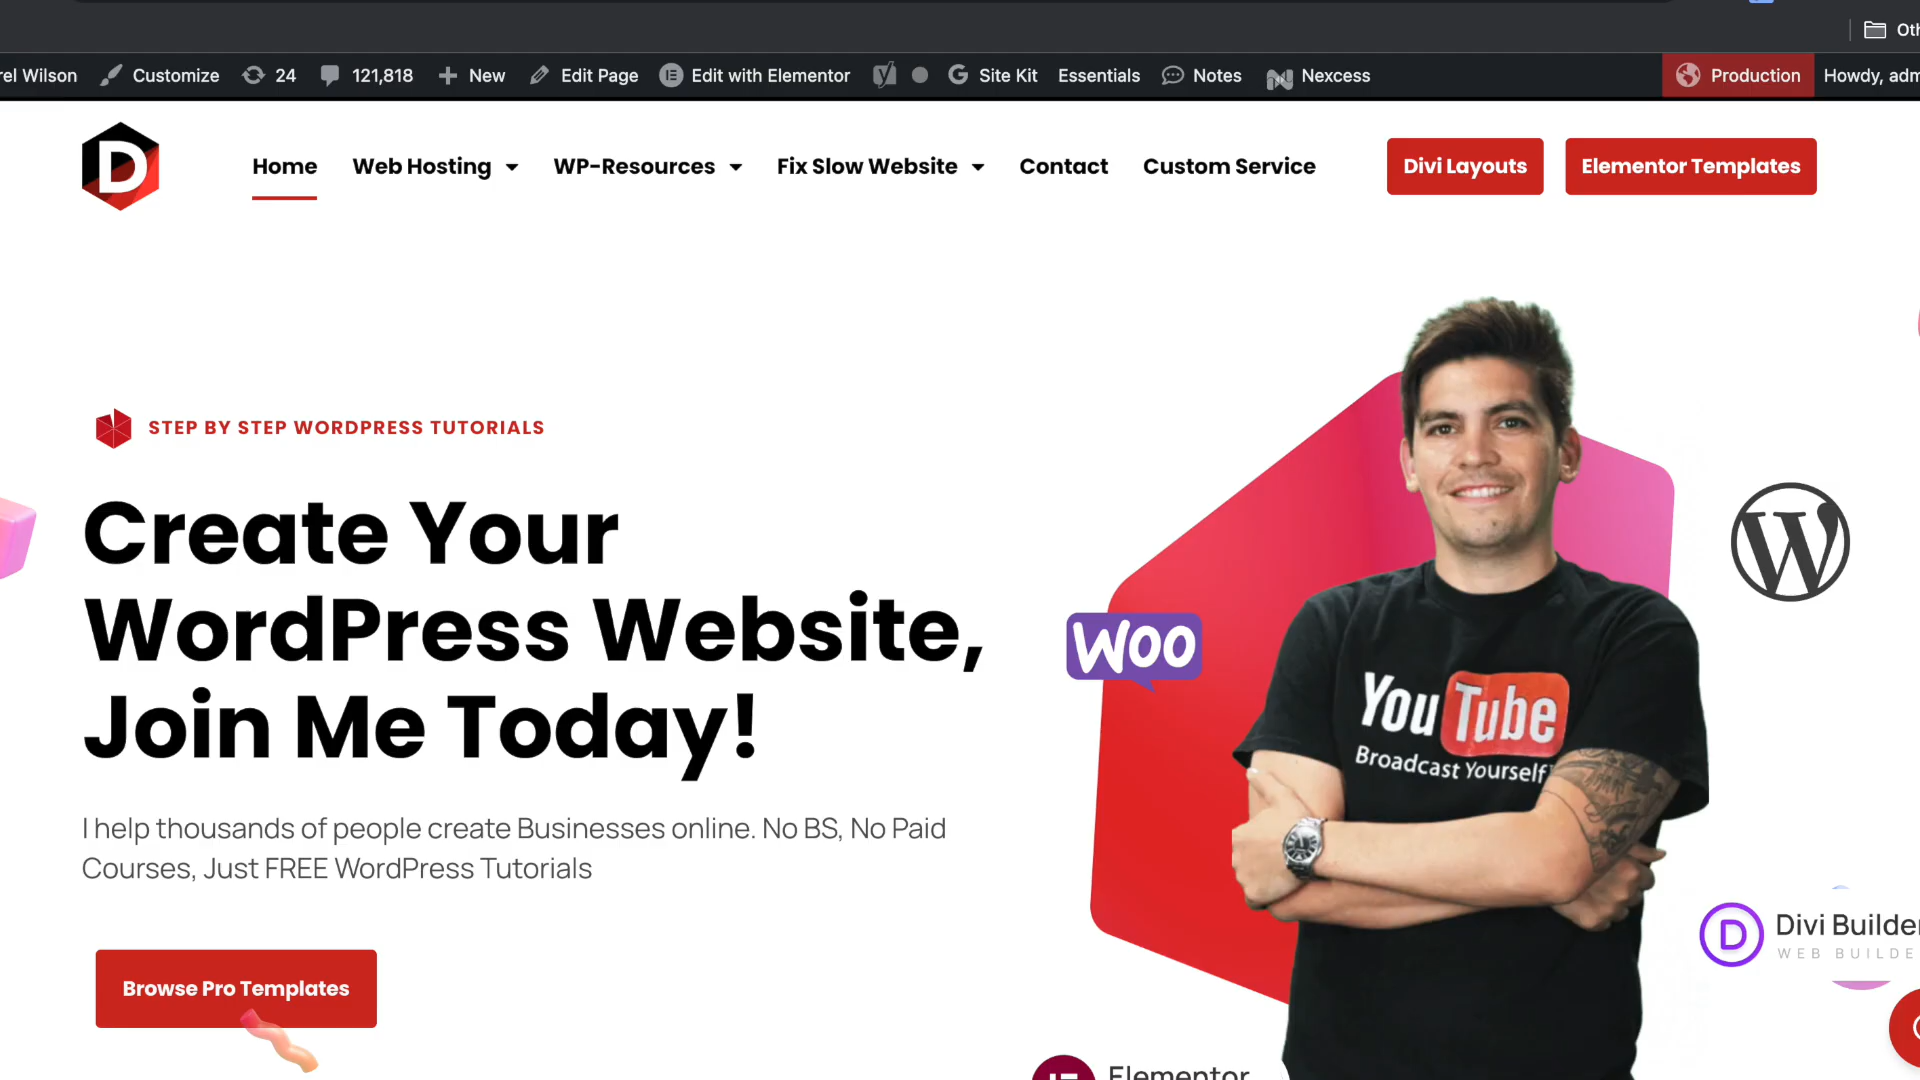 Oth
rel Wilson Customize 24 121,818 New Edit Page Edit with Elementor Site Kit Essentials Notes Nexcess Production Howdy, adm
D Home Web Hosting WP-Resources Fix Slow Website Contact Custom Service Divi Layouts Elementor Templates
STEP BY STEP WORDPRESS TUTORIALS
Create Your
WordPress Website,
Join Me Today!
I help thousands of people create Businesses online. No BS, No Paid
Courses, Just FREE WordPress Tutorials
Browse Pro Templates
W
WOO
YouTube
Broadcast Yourself
D Divi Builder
WEB BUILDE
Elementor